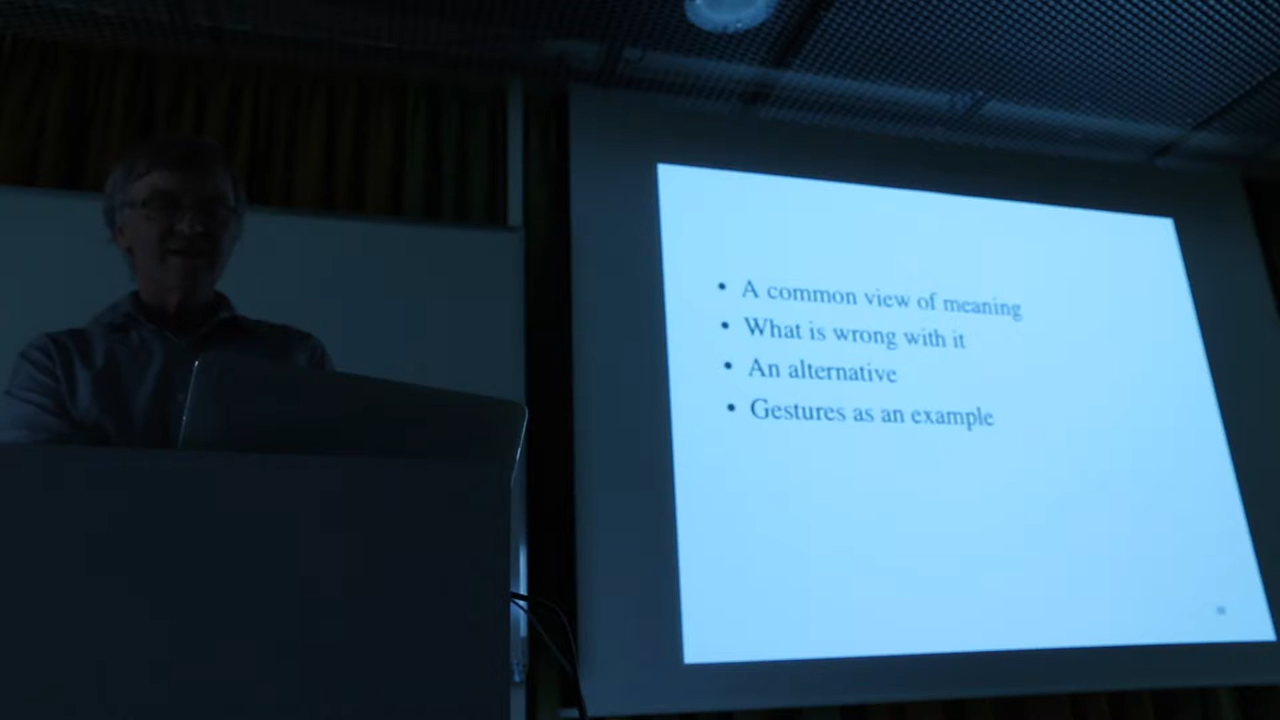 • A common view of meaning
• What is wrong with it
• An alternative
• Gestures as an example